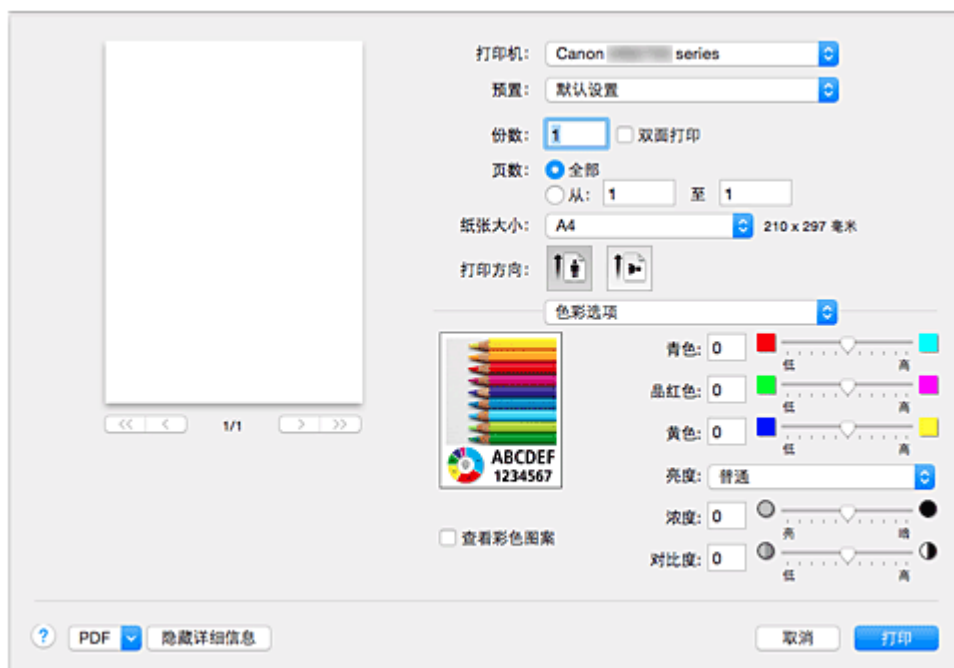 打印机: Canon series
预置: 默认设置
份数: 1 双面打印
页数: 全部
从: 1 至 1
纸张大小: A4 210 x 297 毫米
打印方向:
色彩选项
1/1
ABCDEF
1234567
查看彩色图案
青色: 0
低 高
品红色: 0
低 高
黄色: 0
低 高
亮度: 普通
浓度: 0
亮 暗
对比度: 0
低 高
? PDF 隐藏详细信息 取消 打印